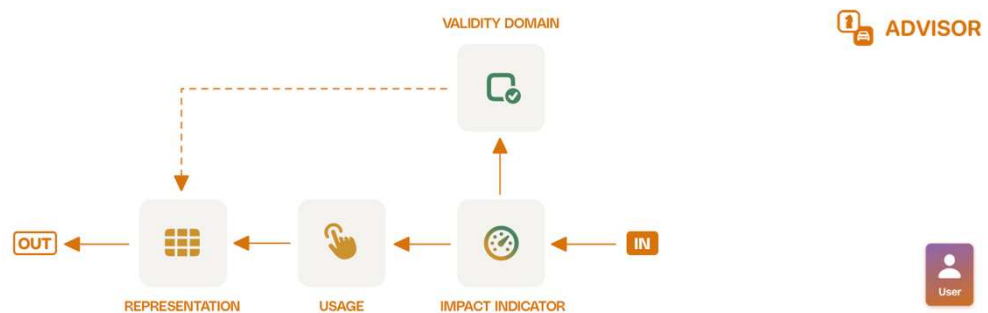 VALIDITY DOMAIN
ADVISOR
OUT
IN
User
REPRESENTATION
USAGE
IMPACT INDICATOR